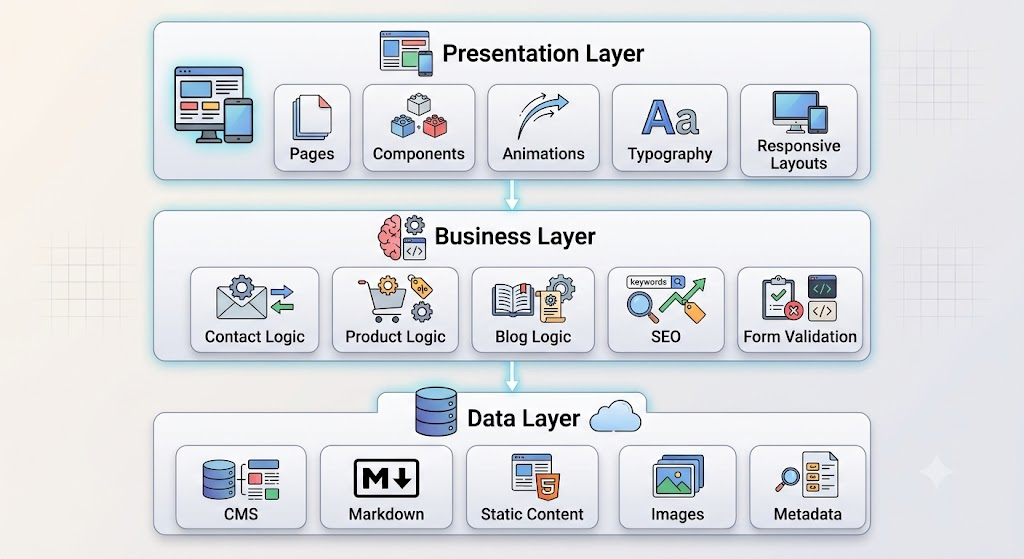 Presentation Layer
Pages
Components
Animations
Aa
Typography
Responsive
Layouts
Business Layer
</>
Contact Logic
Product Logic
Blog Logic
keywords
SEO
</>
</>
Form Validation
Data Layer
CMS
M
Markdown
5
Static Content
Images
Metadata